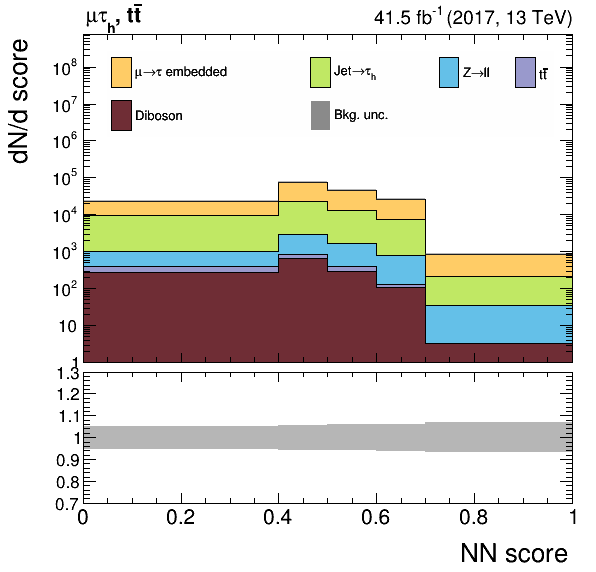 μτₕ, tt̄ 41.5 fb⁻¹ (2017, 13 TeV)
dN/d score
μ→τ embedded Jet→τₕ Z→ll tt̄
Diboson Bkg. unc.
10⁸
10⁷
10⁶
10⁵
10⁴
10³
10²
10
1
1.3
1.2
1.1
1
0.9
0.8
0.7
0 0.2 0.4 0.6 0.8 1
NN score